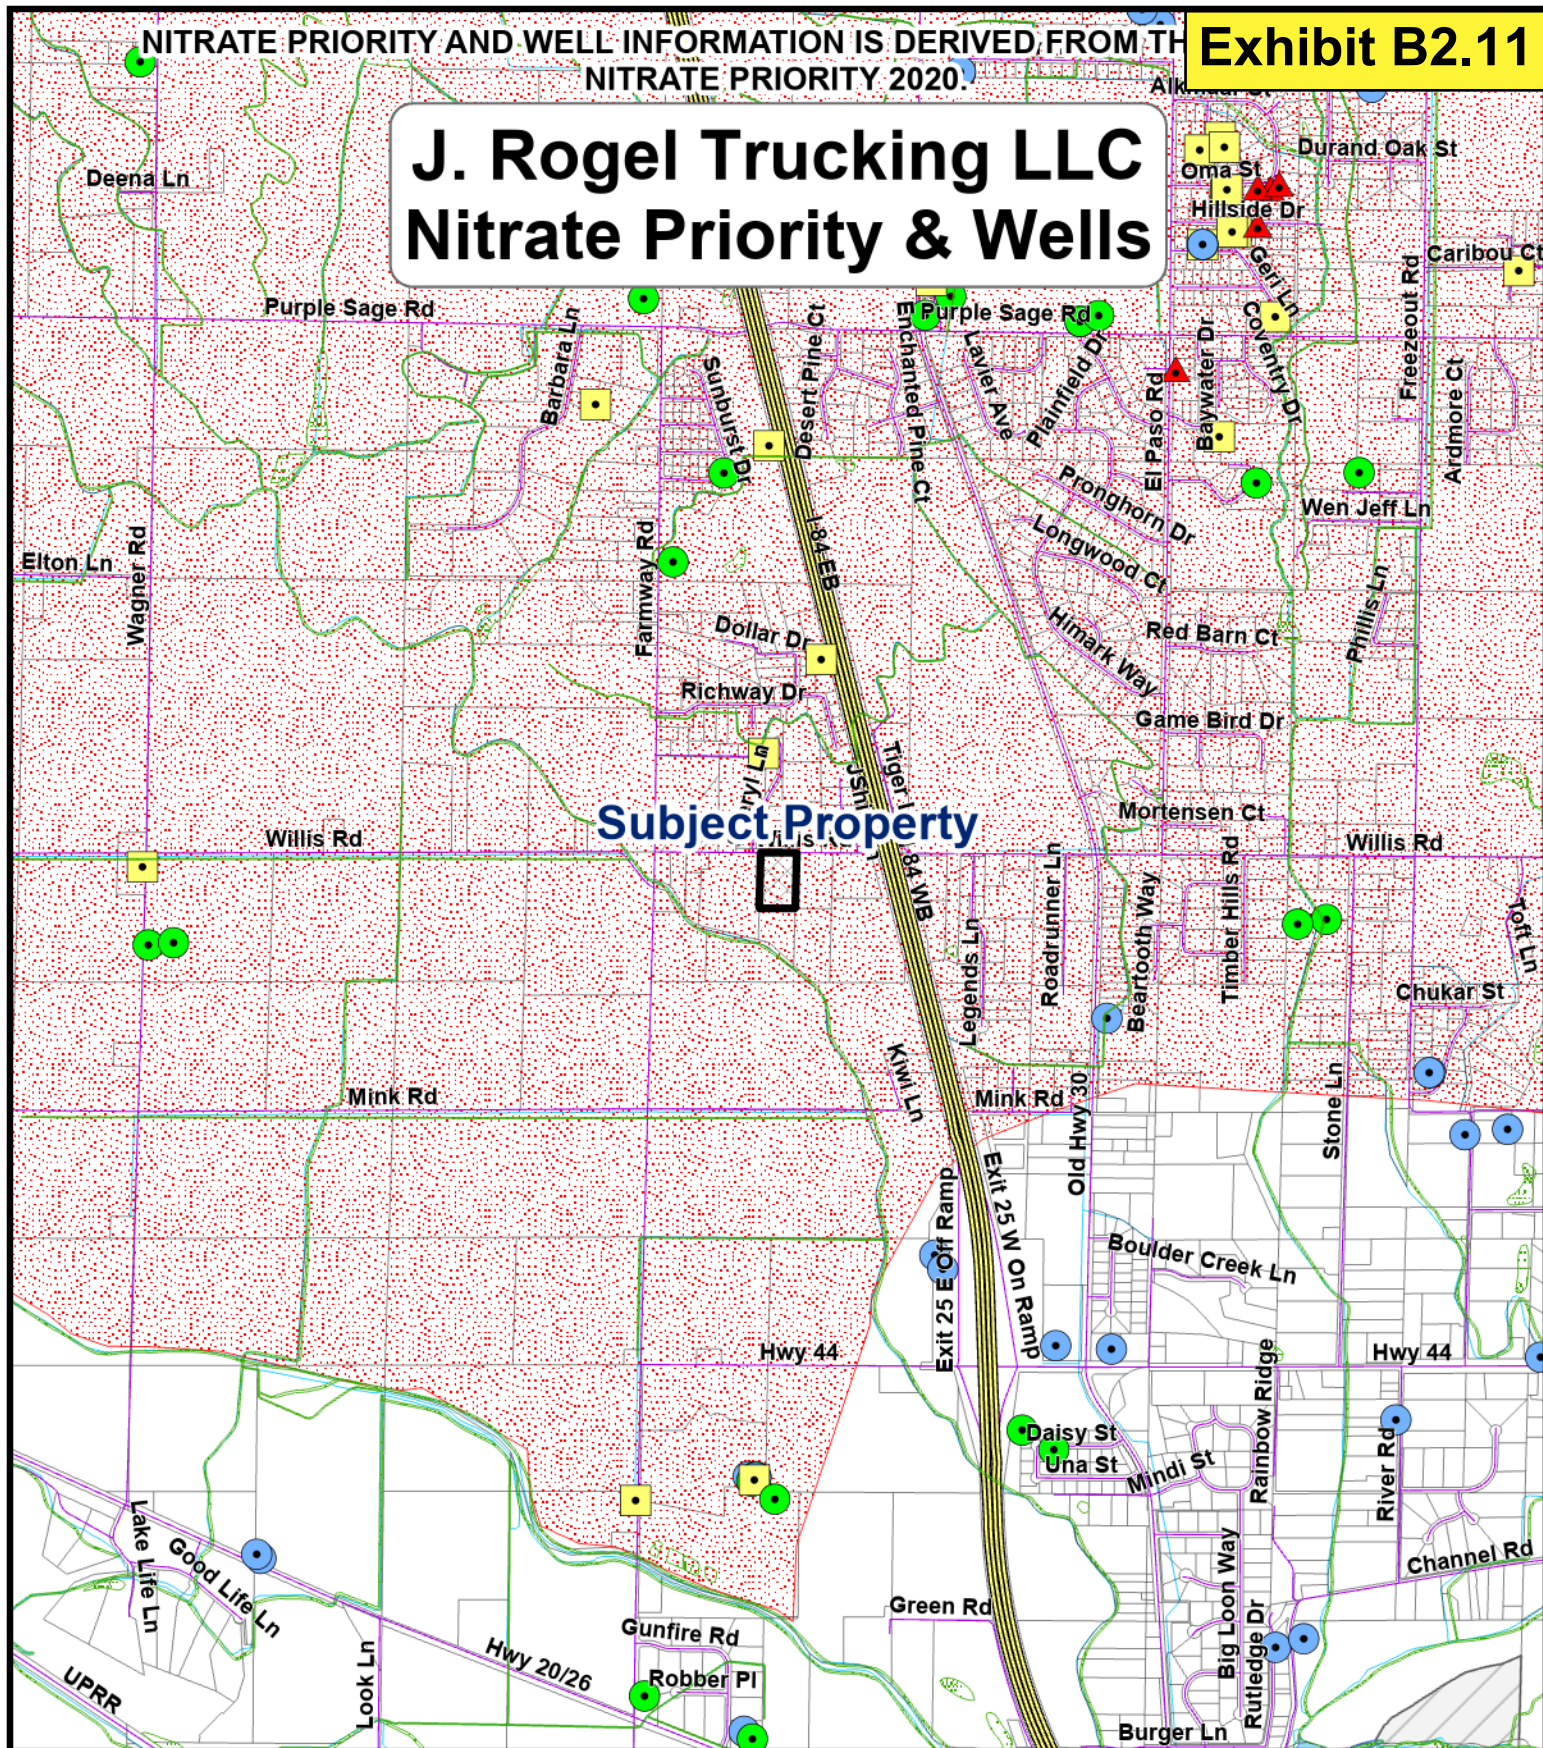 NITRATE PRIORITY AND WELL INFORMATION IS DERIVED FROM TH
NITRATE PRIORITY 2020.
Exhibit B2.11
J. Rogel Trucking LLC
Nitrate Priority & Wells
Durand Oak St
Oma St
Deena Ln
Hillside Dr
Geri Ln
Caribou Ct
Purple Sage Rd
Purple Sage Rd
Barbara Ln
Sunburst Dr
Desert Pine Ct
Enchanted Pine Ct
Lavier Ave
Plainfield Dr
El Paso Rd
Baywater Dr
Coventry Dr
Freezeout Rd
Ardmore Ct
Pronghorn Dr
Wen Jeff Ln
Longwood Ct
I 84 EB
Elton Ln
Wagner Rd
Farmway Rd
Dollar Dr
Himark Way
Red Barn Ct
Phillis Ln
Richway Dr
Game Bird Dr
Tiger
Mortensen Ct
Subject Property
Willis Rd
Willis Rd
84 WB
Legends Ln
Roadrunner Ln
Beartooth Way
Timber Hills Rd
Toft Ln
Chukar St
Kiwi Ln
Mink Rd
Mink Rd
Old Hwy 30
Stone Ln
Exit 25 E Off Ramp
Exit 25 W On Ramp
Boulder Creek Ln
Hwy 44
Hwy 44
Rainbow Ridge
River Rd
Daisy St
Una St
Mindi St
Lake Life Ln
Good Life Ln
Channel Rd
Green Rd
Big Loon Way
Rutledge Dr
Gunfire Rd
Robber Pl
Hwy 20/26
Look Ln
UPRR
Burger Ln